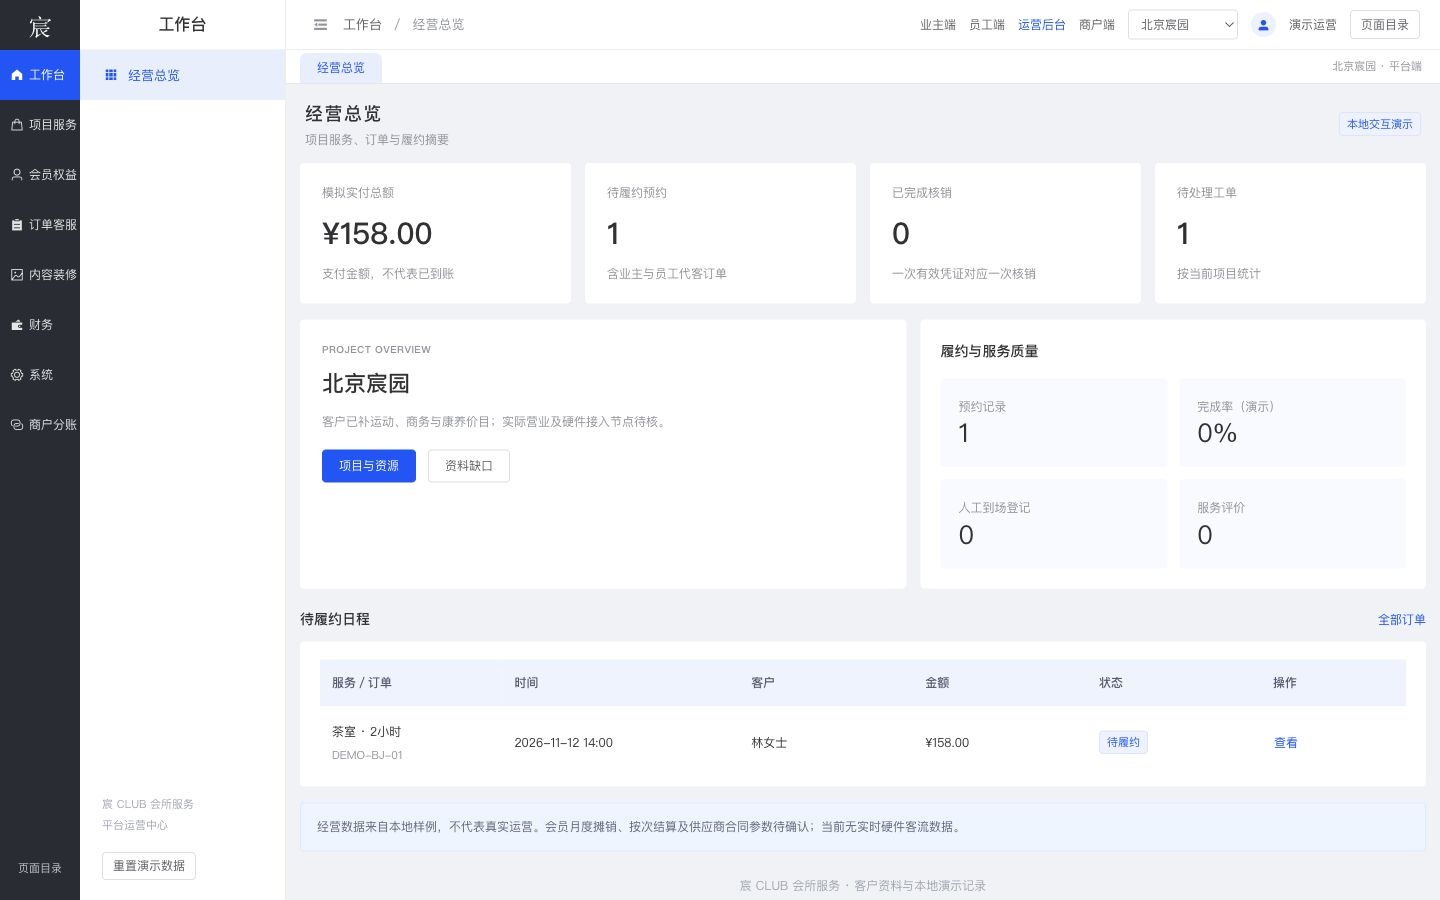 宸
工作台
项目服务
会员权益
订单客服
内容装修
财务
系统
商户分账
页面目录
工作台
经营总览
宸 CLUB 会所服务
平台运营中心
重置演示数据
工作台 / 经营总览
业主端 员工端 运营后台 商户端 北京宸园 演示运营 页面目录
经营总览
北京宸园 · 平台端
经营总览
项目服务、订单与履约摘要
本地交互演示
模拟实付总额
¥158.00
支付金额，不代表已到账
待履约预约
1
含业主与员工代客订单
已完成核销
0
一次有效凭证对应一次核销
待处理工单
1
按当前项目统计
PROJECT OVERVIEW
北京宸园
客户已补运动、商务与康养价目；实际营业及硬件接入节点待核。
项目与资源 资料缺口
履约与服务质量
预约记录
1
完成率（演示）
0%
人工到场登记
0
服务评价
0
待履约日程
全部订单
服务 / 订单 时间 客户 金额 状态 操作
茶室 · 2小时
DEMO-BJ-01
2026-11-12 14:00 林女士 ¥158.00 待履约 查看
经营数据来自本地样例，不代表真实运营。会员月度摊销、按次结算及供应商合同参数待确认；当前无实时硬件客流数据。
宸 CLUB 会所服务 · 客户资料与本地演示记录